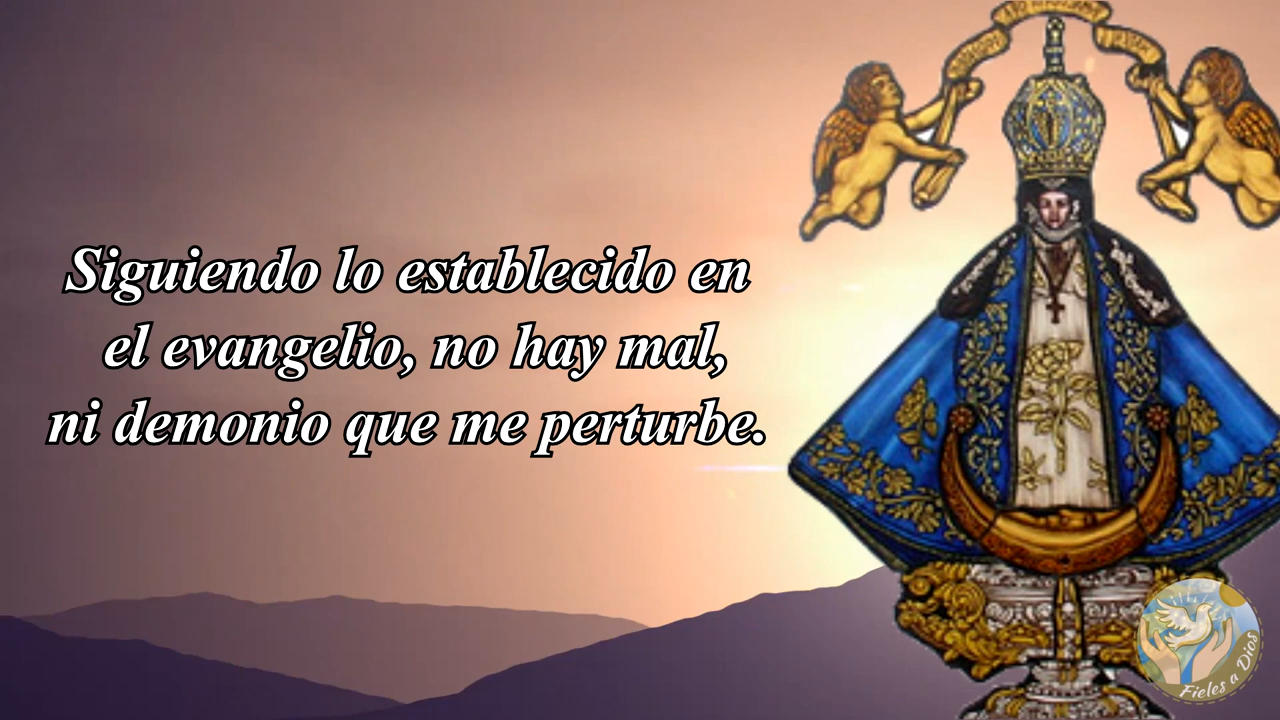 Siguiendo lo establecido en
el evangelio, no hay mal,
ni demonio que me perturbe.
Fieles a Dios